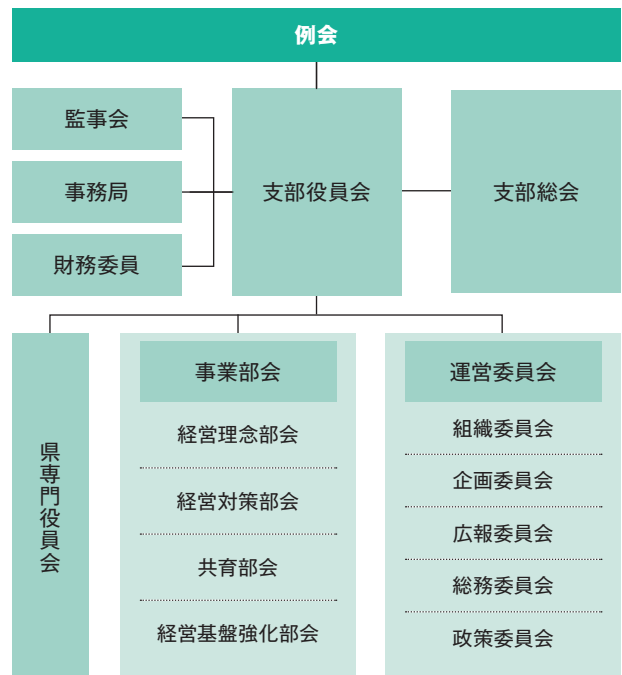 例会
監事会
事務局
財務委員
支部役員会
支部総会
県専門役員会
事業部会
経営理念部会
経営対策部会
共育部会
経営基盤強化部会
運営委員会
組織委員会
企画委員会
広報委員会
総務委員会
政策委員会